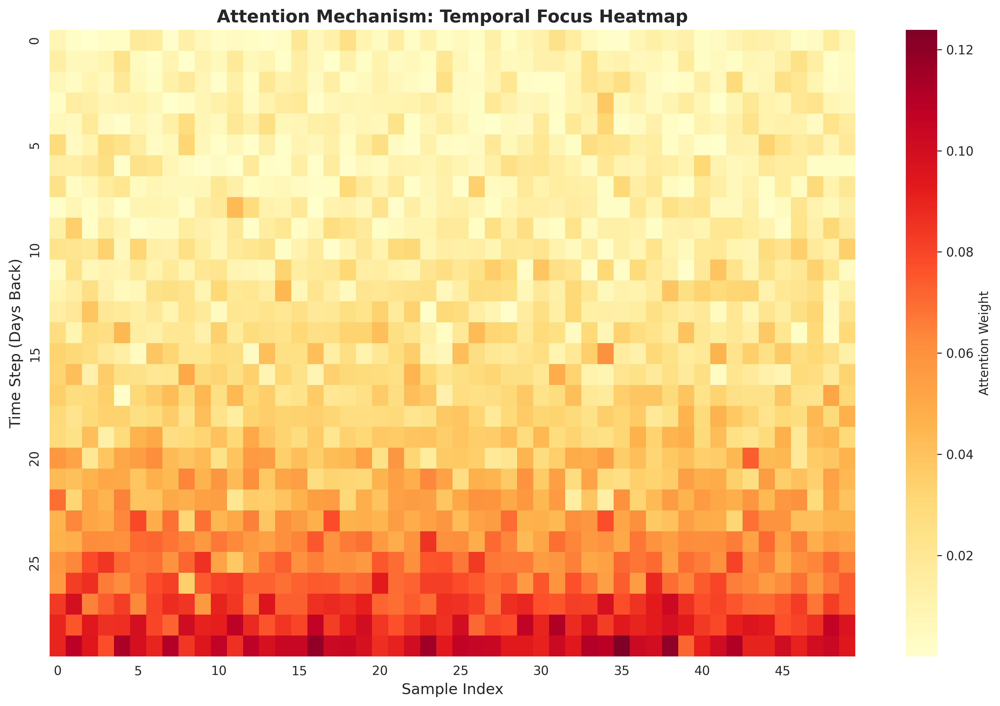 Attention Mechanism: Temporal Focus Heatmap
Time Step (Days Back)
0
5
10
15
20
25
0 5 10 15 20 25 30 35 40 45
Sample Index
0.12
0.10
0.08
0.06
0.04
0.02
Attention Weight